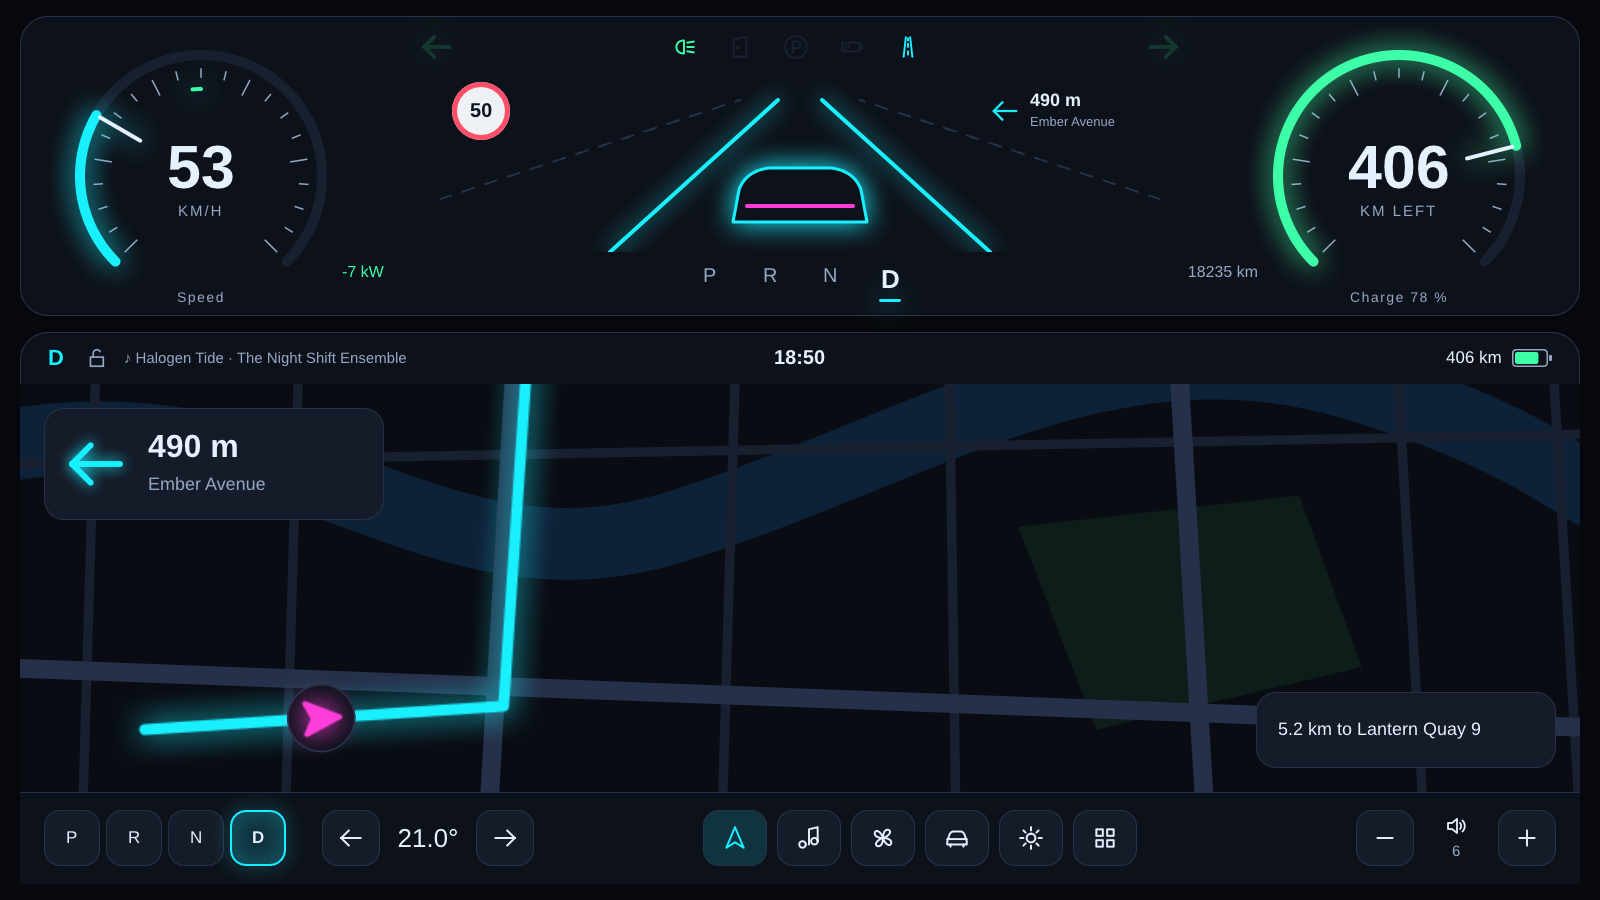 50
490 m
Ember Avenue
53
KM/H
406
KM LEFT
-7 kW
P R N D
18235 km
Speed
Charge 78 %
D
♪ Halogen Tide · The Night Shift Ensemble
18:50
406 km
490 m
Ember Avenue
5.2 km to Lantern Quay 9
P R N D
21.0°
6